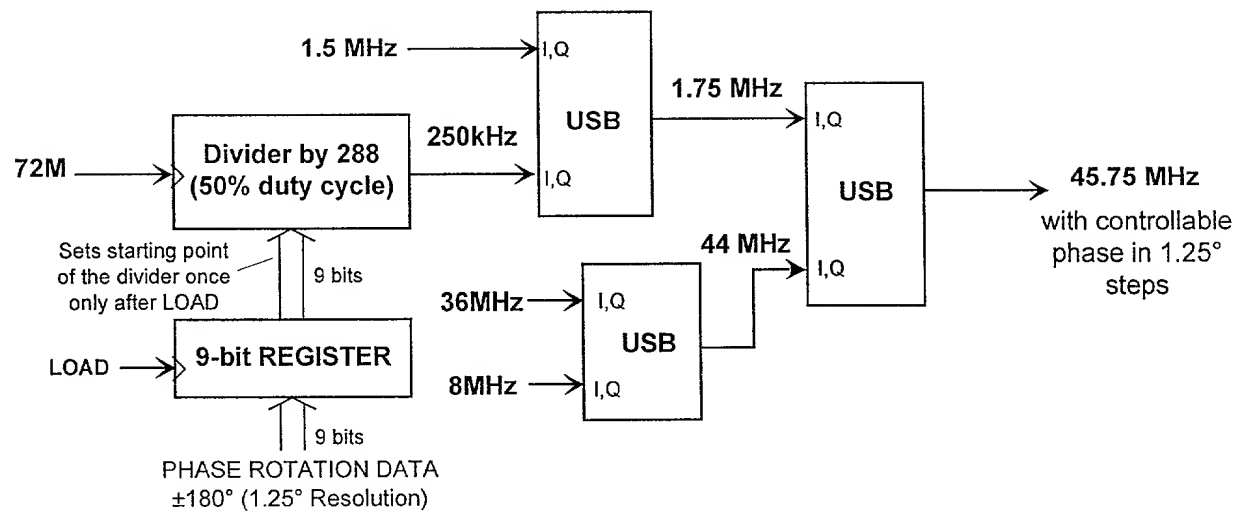 1.5 MHz
I,Q
USB
I,Q
1.75 MHz
I,Q
USB
I,Q
72M
Divider by 288
(50% duty cycle)
250kHz
45.75 MHz
with controllable
phase in 1.25°
steps
Sets starting point
of the divider once
only after LOAD
9 bits
44 MHz
36MHz
I,Q
USB
8MHz
I,Q
LOAD
9-bit REGISTER
9 bits
PHASE ROTATION DATA
±180° (1.25° Resolution)